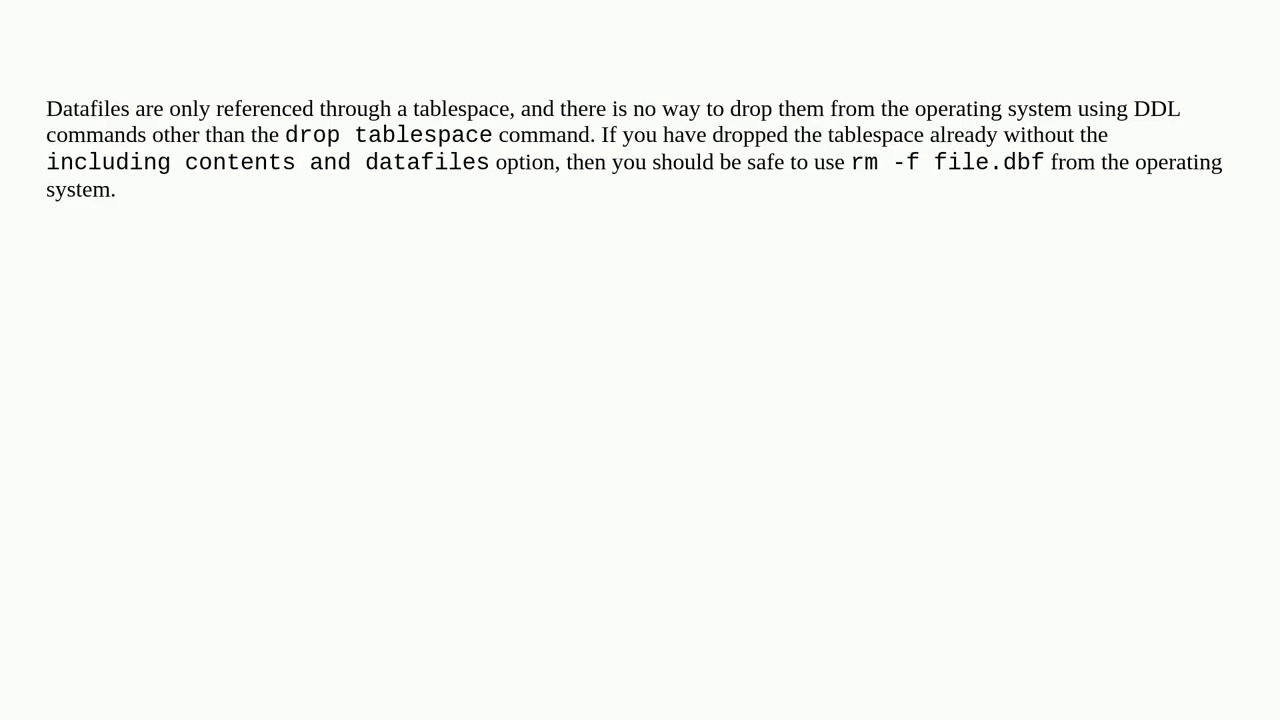 Datafiles are only referenced through a tablespace, and there is no way to drop them from the operating system using DDL
commands other than the drop tablespace command. If you have dropped the tablespace already without the
including contents and datafiles option, then you should be safe to use rm -f file.dbf from the operating
system.